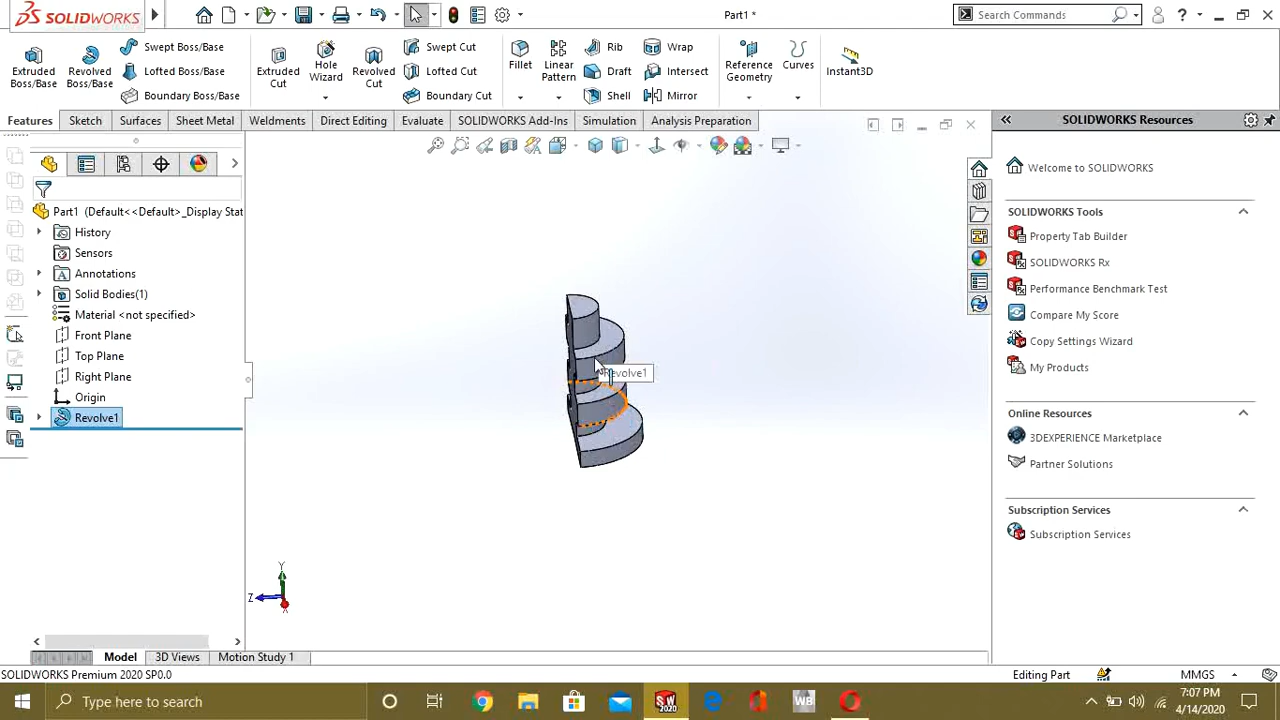 SOLIDWORKS
Part1 *
Search Commands
?
Extruded Boss/Base
Revolved Boss/Base
Swept Boss/Base
Lofted Boss/Base
Boundary Boss/Base
Extruded Cut
Hole Wizard
Revolved Cut
Swept Cut
Lofted Cut
Boundary Cut
Fillet
Linear Pattern
Rib
Draft
Shell
Wrap
Intersect
Mirror
Reference Geometry
Curves
Instant3D
Features
Sketch
Surfaces
Sheet Metal
Weldments
Direct Editing
Evaluate
SOLIDWORKS Add-Ins
Simulation
Analysis Preparation
Part1 (Default<<Default>_Display Stat
History
Sensors
Annotations
Solid Bodies(1)
Material <not specified>
Front Plane
Top Plane
Right Plane
Origin
Revolve1
Revolve1
Y
Z
X
SOLIDWORKS Resources
Welcome to SOLIDWORKS
SOLIDWORKS Tools
Property Tab Builder
SOLIDWORKS Rx
Performance Benchmark Test
Compare My Score
Copy Settings Wizard
My Products
Online Resources
3DEXPERIENCE Marketplace
Partner Solutions
Subscription Services
Subscription Services
Model
3D Views
Motion Study 1
SOLIDWORKS Premium 2020 SP0.0
Editing Part
MMGS
Type here to search
SW 2020
WB
7:07 PM
4/14/2020